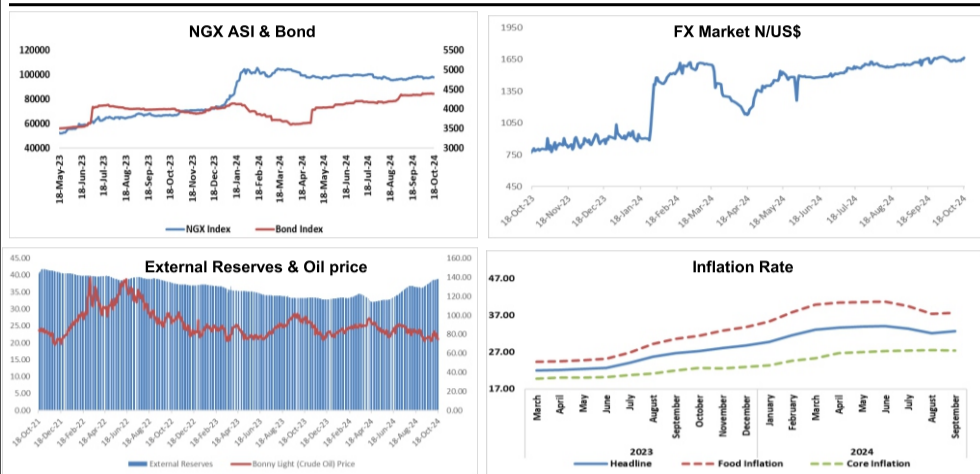 NGX ASI & Bond
120000
100000
80000
60000
40000
5500
5000
4500
4000
3500
3000
18-May-23
18-Jun-23
18-Jul-23
18-Aug-23
18-Sep-23
18-Oct-23
18-Nov-23
18-Dec-23
18-Jan-24
18-Feb-24
18-Mar-24
18-Apr-24
18-May-24
18-Jun-24
18-Jul-24
18-Aug-24
18-Sep-24
18-Oct-24
NGX Index
Bond Index
FX Market N/US$
1950
1650
1350
1050
750
450
18-Oct-23
18-Nov-23
18-Dec-23
18-Jan-24
18-Feb-24
18-Mar-24
18-Apr-24
18-May-24
18-Jun-24
18-Jul-24
18-Aug-24
18-Sep-24
18-Oct-24
External Reserves & Oil price
45.00
40.00
35.00
30.00
25.00
20.00
15.00
10.00
5.00
0.00
160.00
140.00
120.00
100.00
80.00
60.00
40.00
20.00
0.00
18-Oct-21
18-Dec-21
18-Feb-22
18-Apr-22
18-Jun-22
18-Aug-22
18-Oct-22
18-Dec-22
18-Feb-23
18-Apr-23
18-Jun-23
18-Aug-23
18-Oct-23
18-Dec-23
18-Feb-24
18-Apr-24
18-Jun-24
18-Aug-24
18-Oct-24
External Reserves
Bonny Light (Crude Oil) Price
Inflation Rate
47.00
37.00
27.00
17.00
March
April
May
June
July
August
September
October
November
December
January
February
March
April
May
June
July
August
September
2023
2024
Headline
Food Inflation
Core Inflation